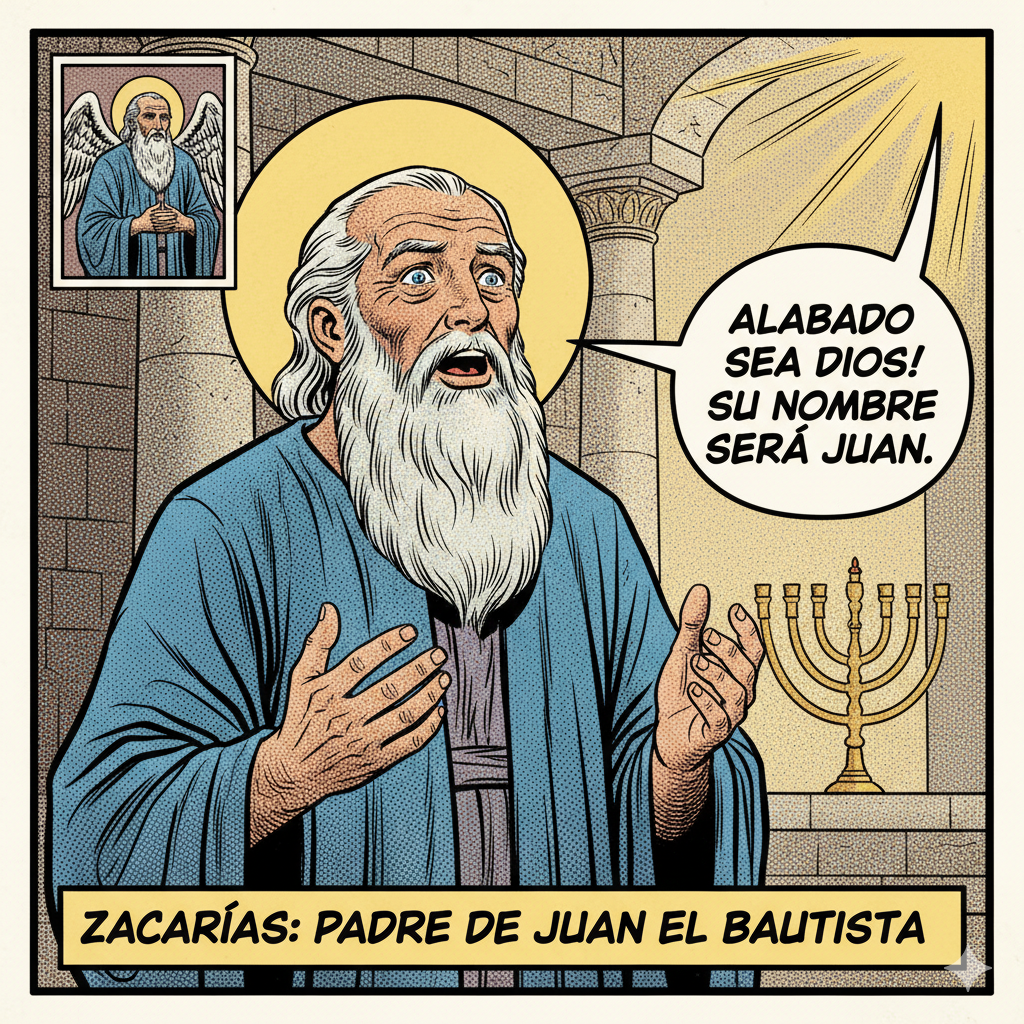 ALABADO
SEA DIOS!
SU NOMBRE
SERÁ JUAN.
ZACARÍAS: PADRE DE JUAN EL BAUTISTA